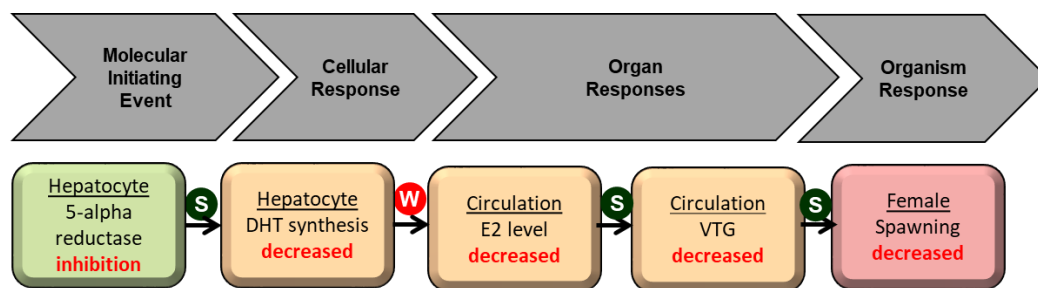 Molecular
Initiating
Event
Cellular
Response
Organ
Responses
Organism
Response
Hepatocyte
5-alpha
reductase
inhibition
S
Hepatocyte
DHT synthesis
decreased
W
Circulation
E2 level
decreased
S
Circulation
VTG
decreased
S
Female
Spawning
decreased